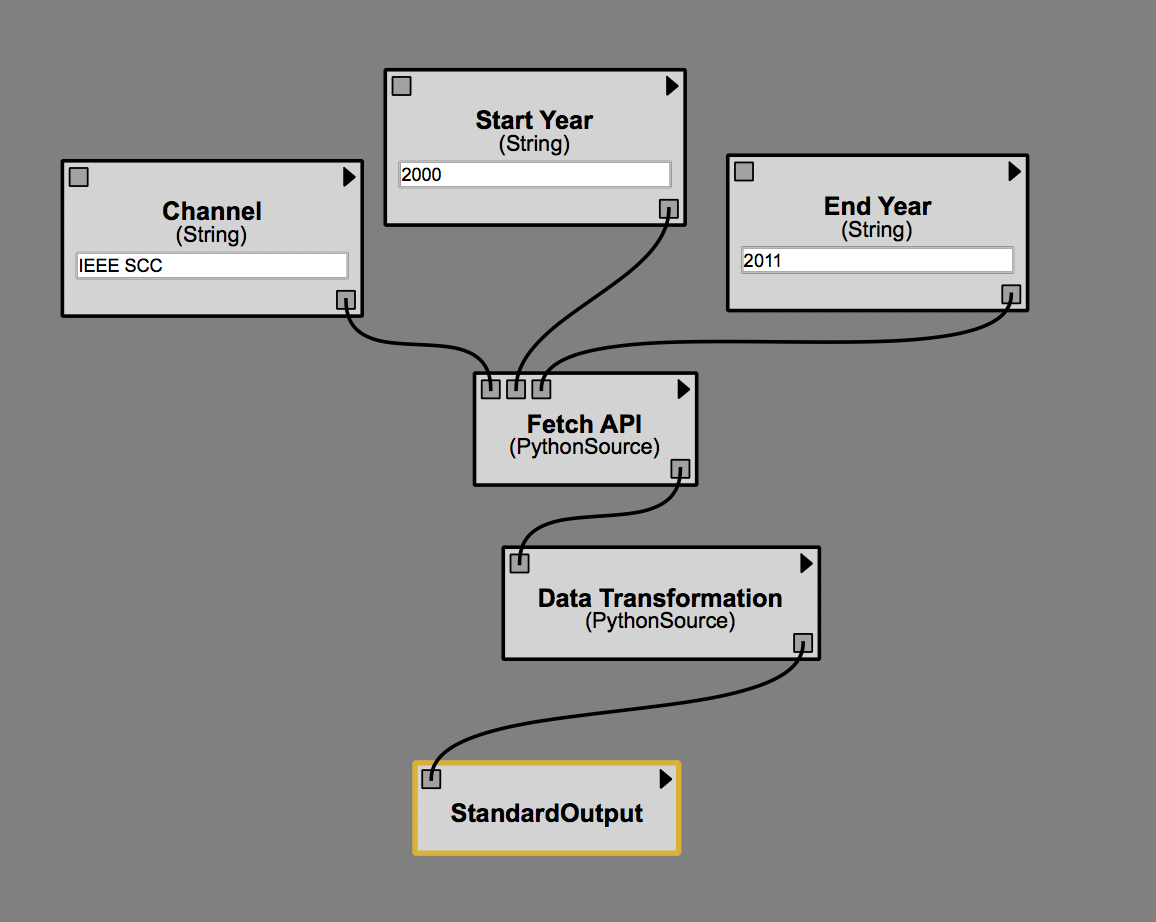 Start Year
(String)
2000
Channel
(String)
IEEE SCC
End Year
(String)
2011
Fetch API
(PythonSource)
Data Transformation
(PythonSource)
StandardOutput